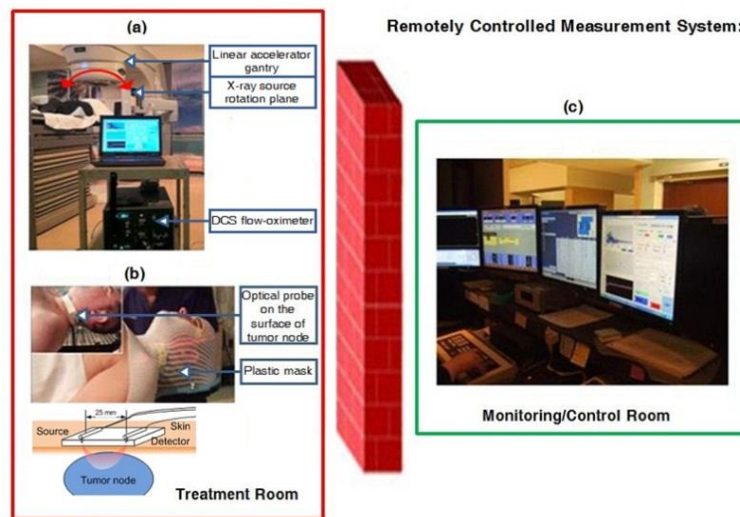 Remotely Controlled Measurement System:
(a)
Linear accelerator
gantry
X-ray source
rotation plane
DCS flow-oximeter
(b)
Optical probe
on the
surface of
tumor node
Plastic mask
25 mm
Source
Skin
Detector
Tumor node
Treatment Room
(c)
Monitoring/Control Room